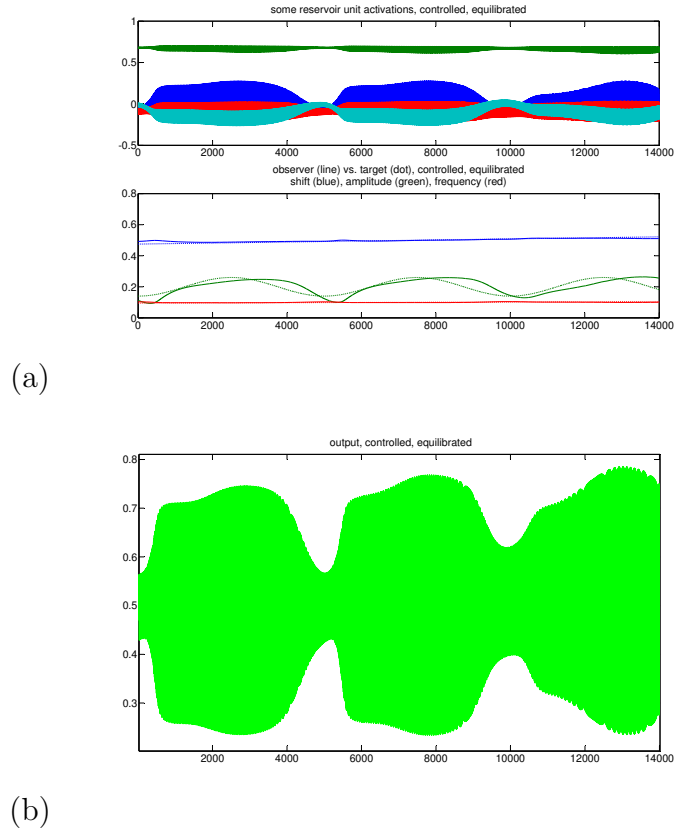 some reservoir unit activations, controlled, equilibrated
1
0.5
0
-0.5
0 2000 4000 6000 8000 10000 12000 14000
observer (line) vs. target (dot), controlled, equilibrated
shift (blue), amplitude (green), frequency (red)
0.8
0.6
0.4
0.2
0
0 2000 4000 6000 8000 10000 12000 14000
(a)
output, controlled, equilibrated
0.8
0.7
0.6
0.5
0.4
0.3
2000 4000 6000 8000 10000 12000 14000
(b)